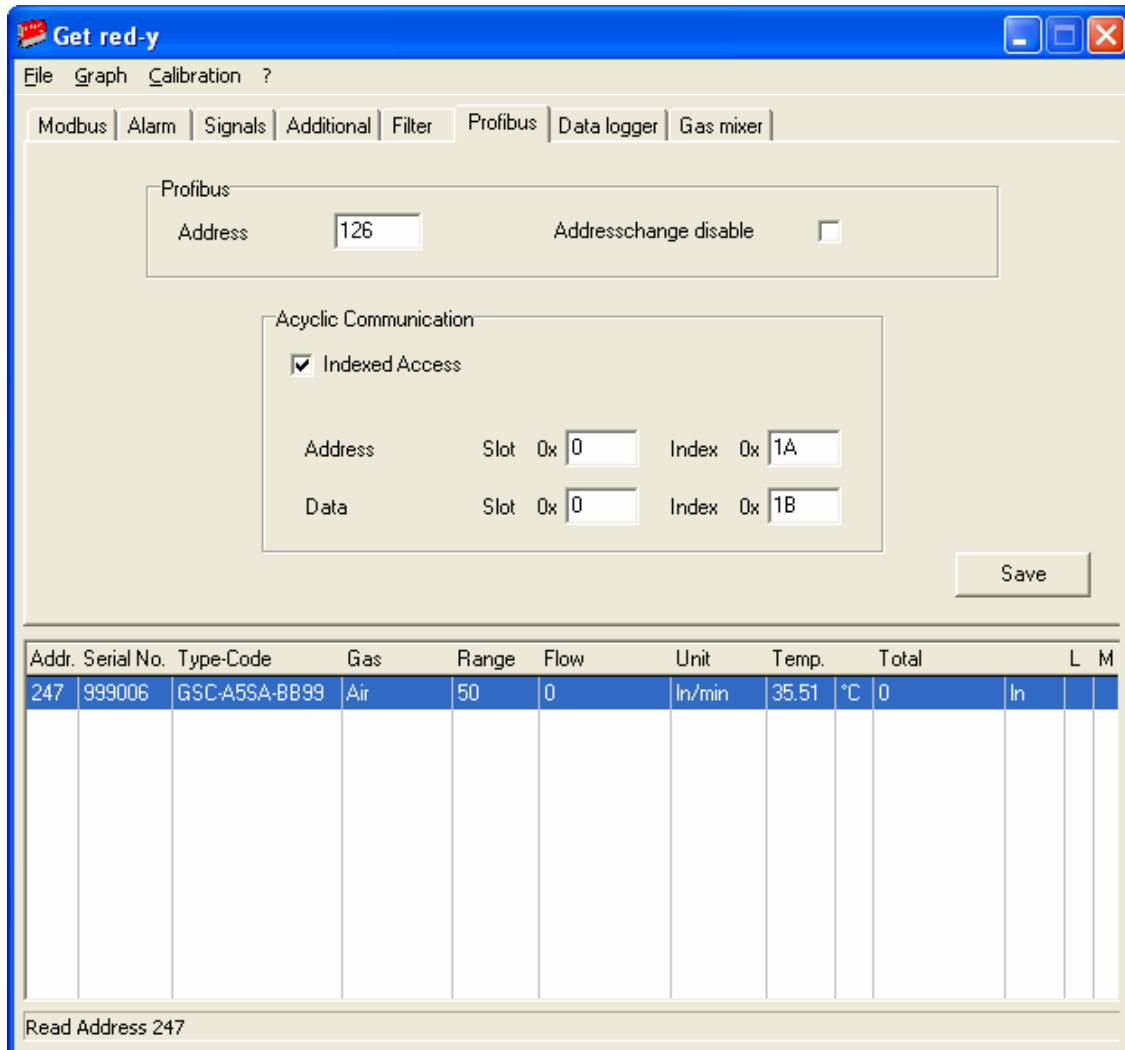 Get red-y
File Graph Calibration ?
Modbus Alarm Signals Additional Filter Profibus Data logger Gas mixer
Profibus
Address 126 Addresschange disable
Acyclic Communication
Indexed Access
Address Slot 0x 0 Index 0x 1A
Data Slot 0x 0 Index 0x 1B
Save
Addr. Serial No. Type-Code Gas Range Flow Unit Temp. Total L M
247 999006 GSC-A5SA-BB99 Air 50 0 ln/min 35.51 °C 0 ln
Read Address 247